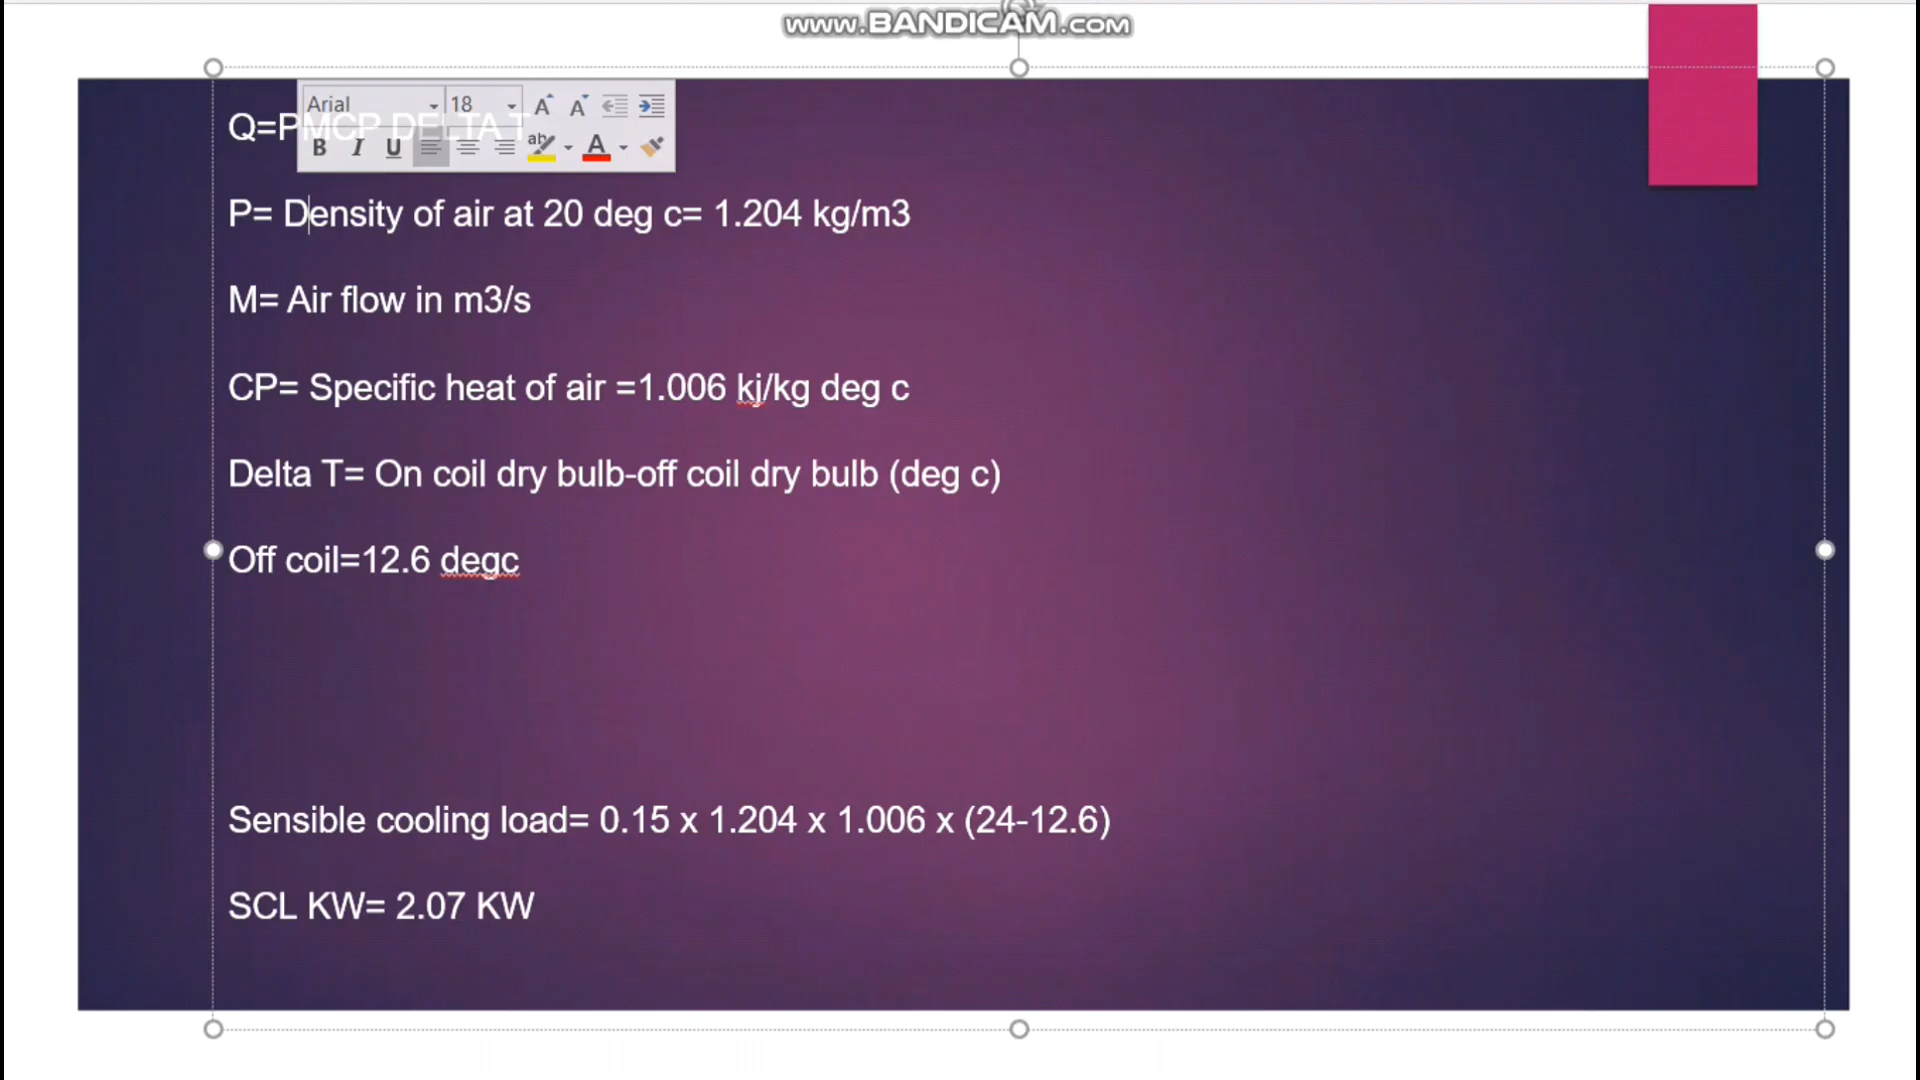 www.BANDICAM.com
Arial 18
Q=PMCP DELTA T
B I U ab A
P= Density of air at 20 deg c= 1.204 kg/m3
M= Air flow in m3/s
CP= Specific heat of air =1.006 kj/kg deg c
Delta T= On coil dry bulb-off coil dry bulb (deg c)
Off coil=12.6 degc
Sensible cooling load= 0.15 x 1.204 x 1.006 x (24-12.6)
SCL KW= 2.07 KW